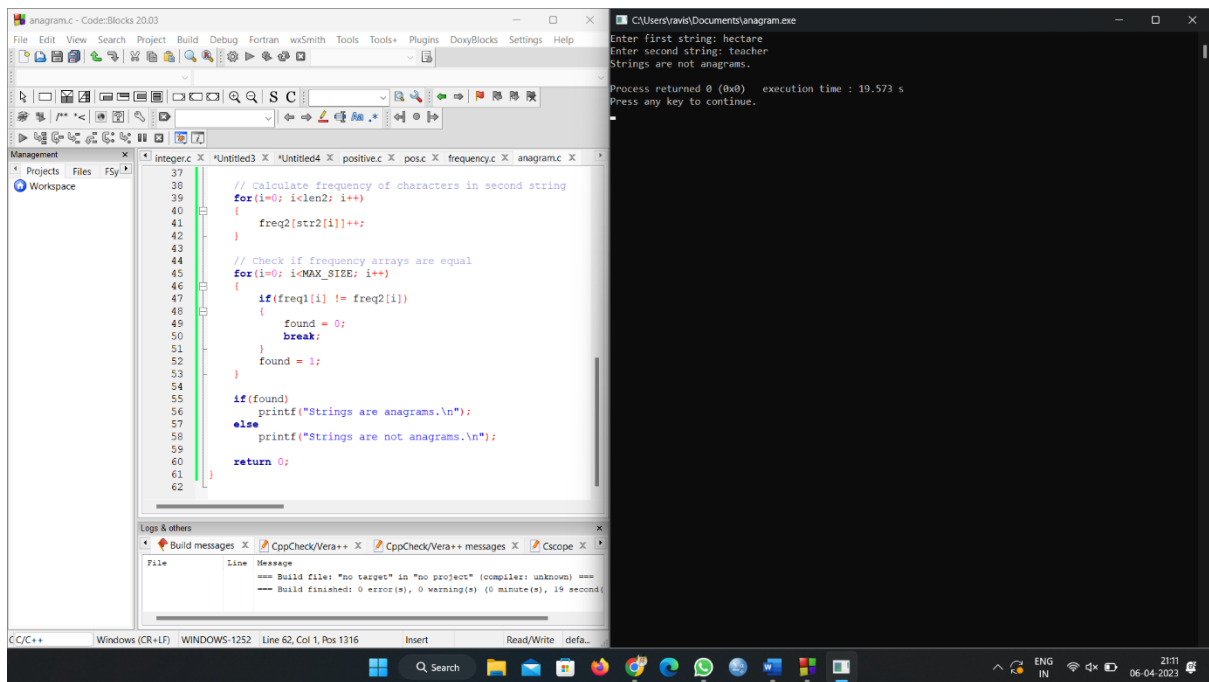 anagram.c - Code::Blocks 20.03
File Edit View Search Project Build Debug Fortran wxSmith Tools Tools+ Plugins DoxyBlocks Settings Help
S C
/** *<
Management
Projects Files FSy
Workspace
integer.c X *Untitled3 X *Untitled4 X positive.c X pos.c X frequency.c X anagram.c X
37
38 // Calculate frequency of characters in second string
39 for(i=0; i<len2; i++)
40 {
41 freq2[str2[i]]++;
42 }
43
44 // Check if frequency arrays are equal
45 for(i=0; i<MAX_SIZE; i++)
46 {
47 if(freq1[i] != freq2[i])
48 {
49 found = 0;
50 break;
51 }
52 found = 1;
53 }
54
55 if(found)
56 printf("Strings are anagrams.\n");
57 else
58 printf("Strings are not anagrams.\n");
59
60 return 0;
61 }
62
Logs & others
Build messages X CppCheck/Vera++ X CppCheck/Vera++ messages X Cscope X
File Line Message
=== Build file: "no target" in "no project" (compiler: unknown) ===
=== Build finished: 0 error(s), 0 warning(s) (0 minute(s), 19 second(
C/C++ Windows (CR+LF) WINDOWS-1252 Line 62, Col 1, Pos 1316 Insert Read/Write defa...
C:\Users\ravis\Documents\anagram.exe
Enter first string: hectare
Enter second string: teacher
Strings are not anagrams.
Process returned 0 (0x0) execution time : 19.573 s
Press any key to continue.
Search
ENG
IN
21:11
06-04-2023